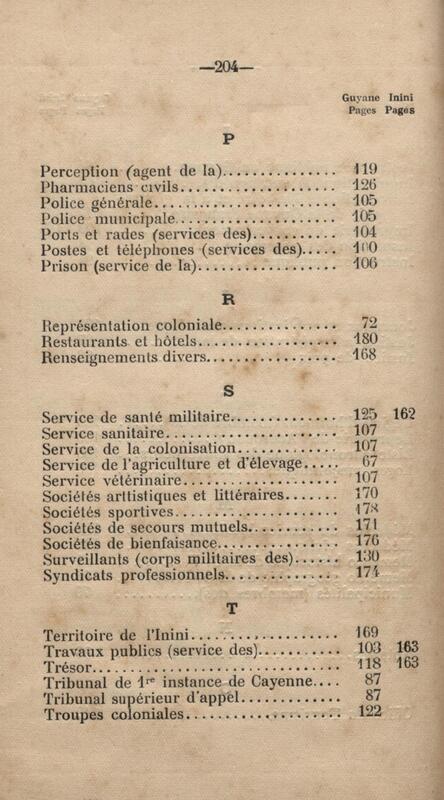 —204—
Guyane Inini
Pages Pages
P
Perception (agent de la)............... 119
Pharmaciens civils.................... 126
Police générale....................... 105
Police municipale..................... 105
Ports et rades (services des)........... 104
Postes et téléphones (services des)..... 100
Prison (service de la).................. 106
R
Représentation coloniale............... 72
Restaurants et hôtels.................. 180
Renseignements divers................. 168
S
Service de santé militaire.............. 125 162
Service sanitaire...................... 107
Service de la colonisation............. 107
Service de l'agriculture et d'élevage..... 67
Service vétérinaire.................... 107
Sociétés arttistiques et littéraires....... 170
Sociétés sportives..................... 178
Sociétés de secours mutuels............ 171
Sociétés de bienfaisance................ 176
Surveillants (corps militaires des)...... 130
Syndicats professionnels............... 174
T
Territoire de l'Inini.................... 169
Travaux publics (service des).......... 103 163
Trésor................................ 118 163
Tribunal de 1re instance de Cayenne.... 87
Tribunal supérieur d'appel............. 87
Troupes coloniales.................... 122